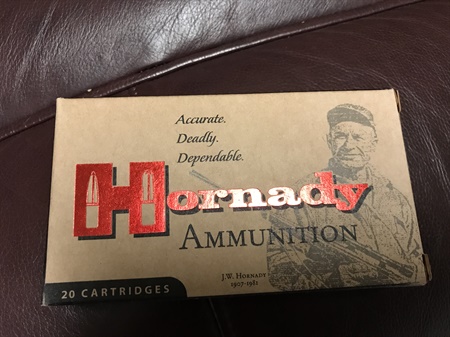 Accurate.
Deadly.
Dependable.
Hornady
AMMUNITION
J.W. HORNADY
1907-1981
20 CARTRIDGES